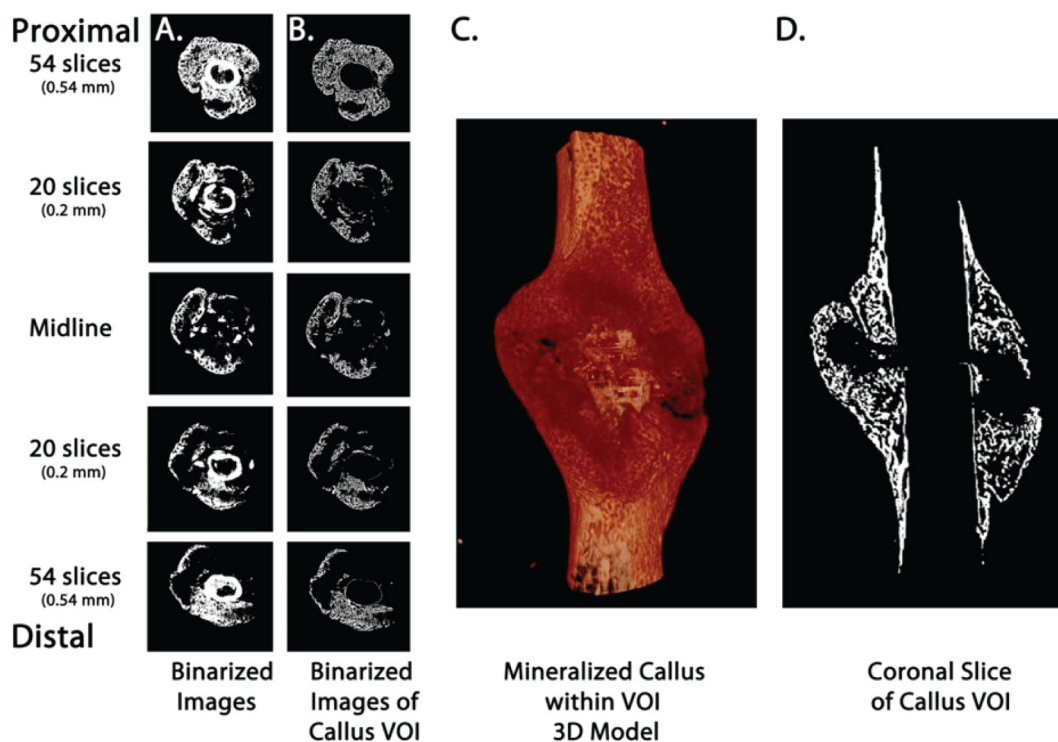 Proximal
A.
B.
C.
D.
54 slices
(0.54 mm)
20 slices
(0.2 mm)
Midline
20 slices
(0.2 mm)
54 slices
(0.54 mm)
Distal
Binarized
Images
Binarized
Images of
Callus VOI
Mineralized Callus
within VOI
3D Model
Coronal Slice
of Callus VOI